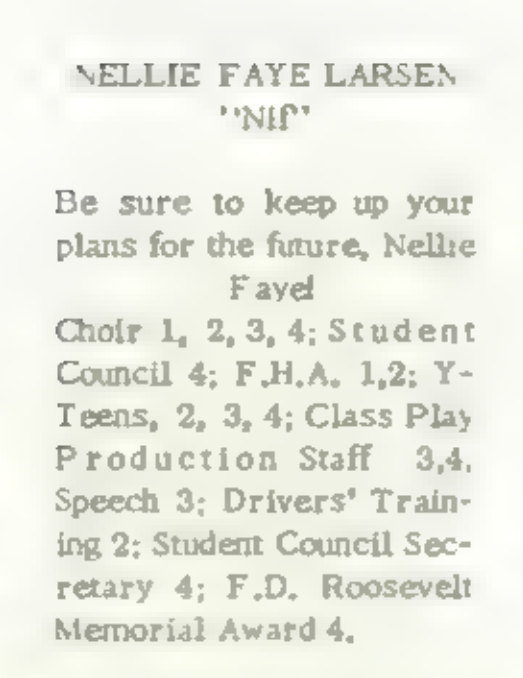 NELLIE FAYE LARSEN
"Nif"
Be sure to keep up your
plans for the future, Nellie
Faye!
Choir 1, 2, 3, 4; Student
Council 4; F.H.A. 1,2; Y-
Teens, 2, 3, 4; Class Play
Production Staff 3,4,
Speech 3; Drivers' Train-
ing 2; Student Council Sec-
retary 4; F.D. Roosevelt
Memorial Award 4.